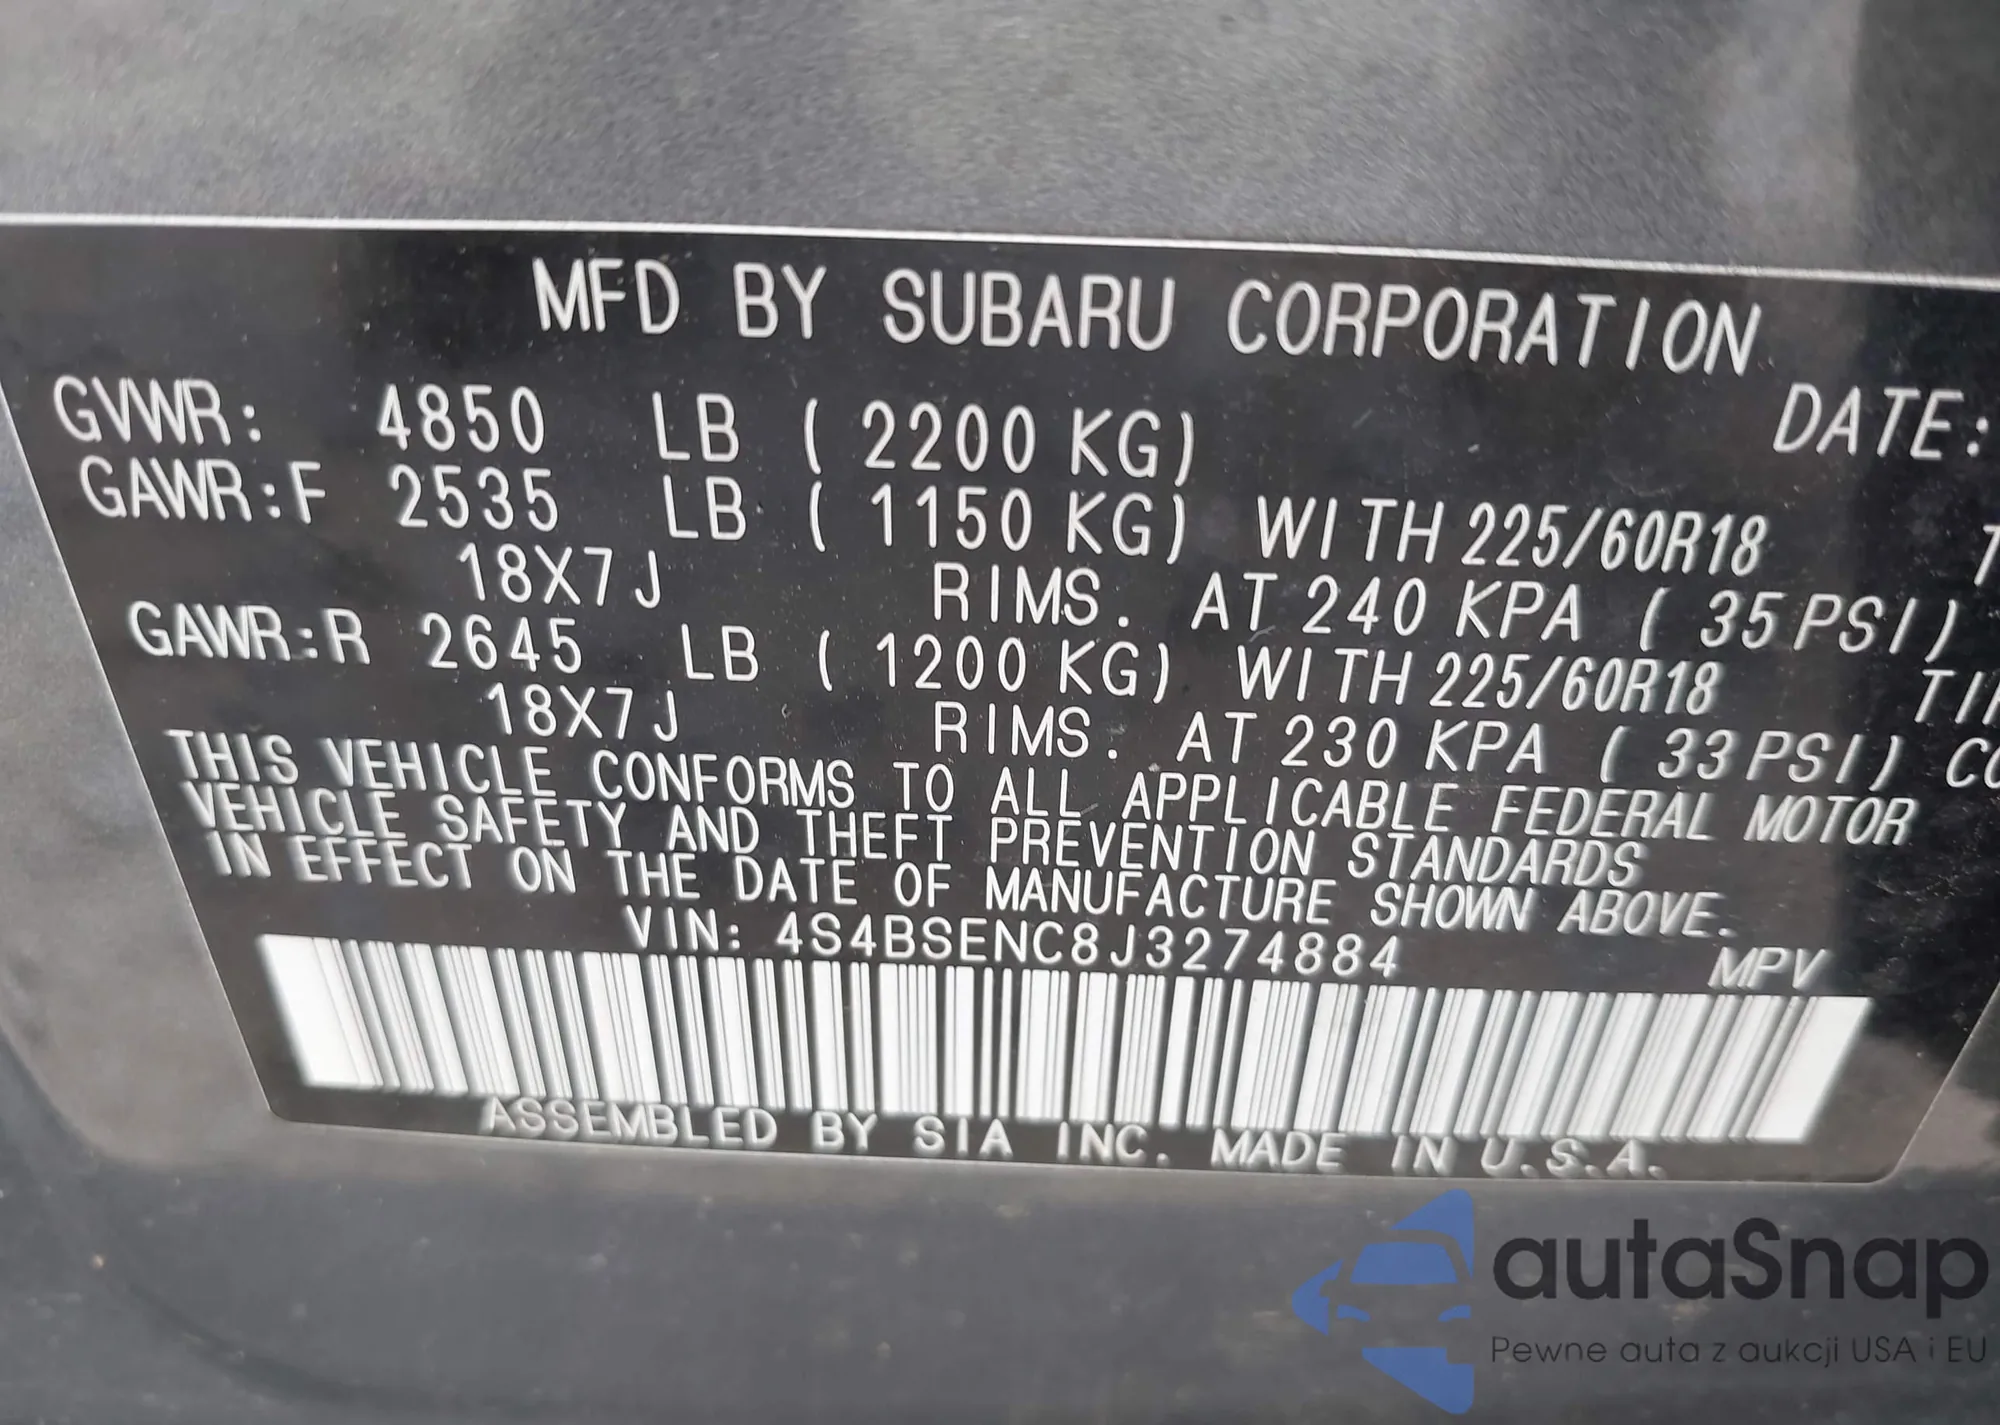 MFD BY SUBARU CORPORATION
GVWR: 4850 LB ( 2200 KG) DATE:
GAWR:F 2535 LB ( 1150 KG) WITH 225/60R18
18X7J RIMS. AT 240 KPA ( 35 PSI)
GAWR:R 2645 LB ( 1200 KG) WITH 225/60R18
18X7J RIMS. AT 230 KPA ( 33 PSI)
THIS VEHICLE CONFORMS TO ALL APPLICABLE FEDERAL MOTOR
VEHICLE SAFETY AND THEFT PREVENTION STANDARDS
IN EFFECT ON THE DATE OF MANUFACTURE SHOWN ABOVE.
VIN: 4S4BSENC8J3274884 MPV
ASSEMBLED BY SIA INC. MADE IN U.S.A.
autaSnap
Pewne auta z aukcji USA i EU